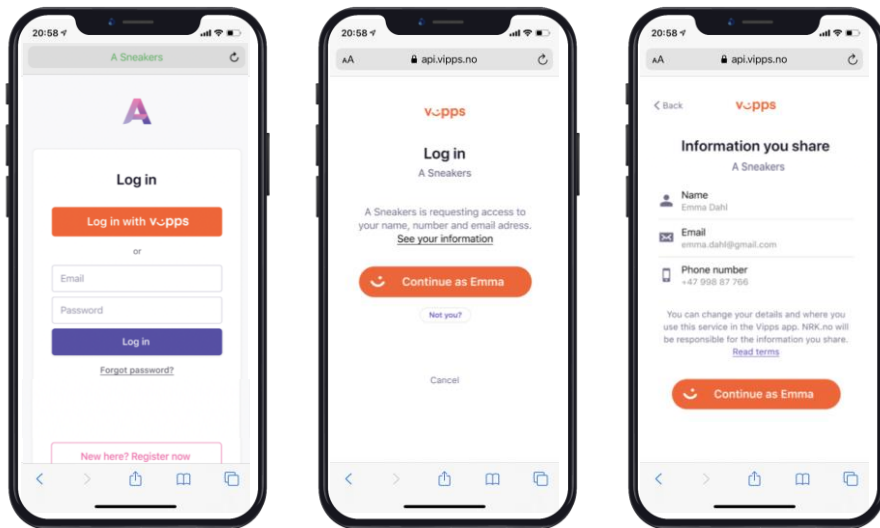 20:58
A Sneakers
A
Log in
Log in with vipps
or
Email
Password
Log in
Forgot password?
New here? Register now
20:58
AA api.vipps.no
vipps
Log in
A Sneakers
A Sneakers is requesting access to
your name, number and email adress.
See your information
Continue as Emma
Not you?
Cancel
20:58
AA api.vipps.no
Back vipps
Information you share
A Sneakers
Name
Emma Dahl
Email
emma.dahl@gmail.com
Phone number
+47 998 87 766
You can change your details and where you
use this service in the Vipps app. NRK.no will
be responsible for the information you share.
Read terms
Continue as Emma